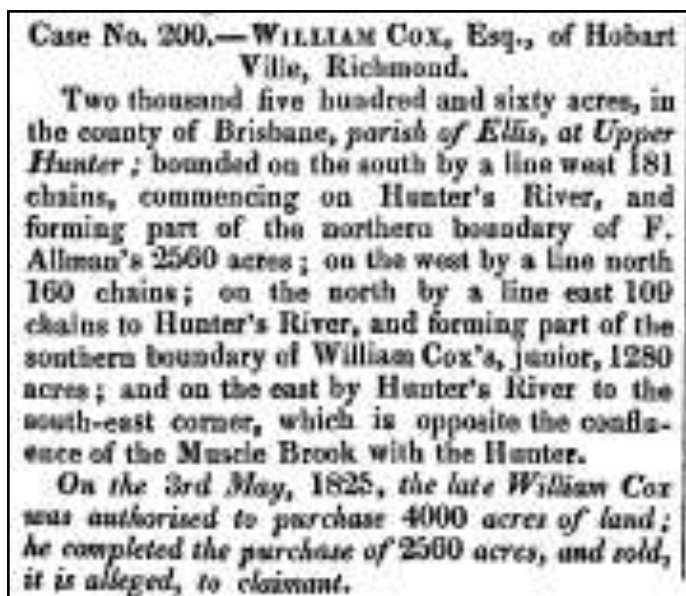 Case No. 200.—WILLIAM COX, Esq., of Hobart
Ville, Richmond.
Two thousand five hundred and sixty acres, in
the county of Brisbane, parish of Ellis, at Upper
Hunter; bounded on the south by a line west 181
chains, commencing on Hunter's River, and
forming part of the northern boundary of F.
Allman's 2560 acres; on the west by a line north
160 chains; on the north by a line east 109
chains to Hunter's River, and forming part of the
southern boundary of William Cox's, junior, 1280
acres; and on the east by Hunter's River to the
south-east corner, which is opposite the conflu-
ence of the Muscle Brook with the Hunter.
On the 3rd May, 1825, the late William Cox
was authorised to purchase 4000 acres of land;
he completed the purchase of 2560 acres, and sold,
it is alleged, to claimant.